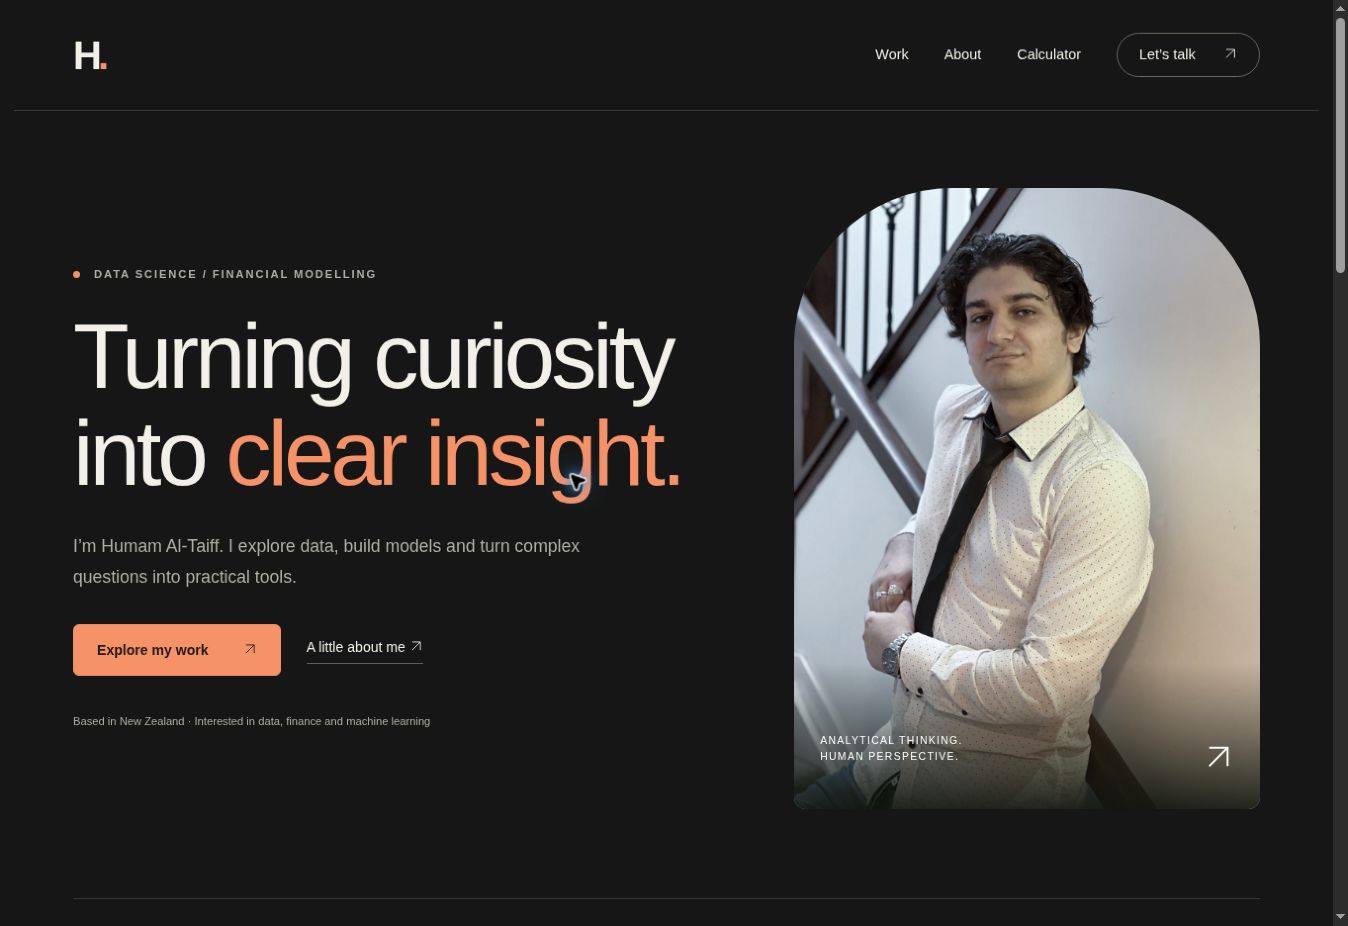 H.
Work
About
Calculator
Let's talk
DATA SCIENCE / FINANCIAL MODELLING
Turning curiosity
into clear insight.
I'm Humam Al-Taiff. I explore data, build models and turn complex
questions into practical tools.
Explore my work
A little about me
Based in New Zealand · Interested in data, finance and machine learning
ANALYTICAL THINKING.
HUMAN PERSPECTIVE.